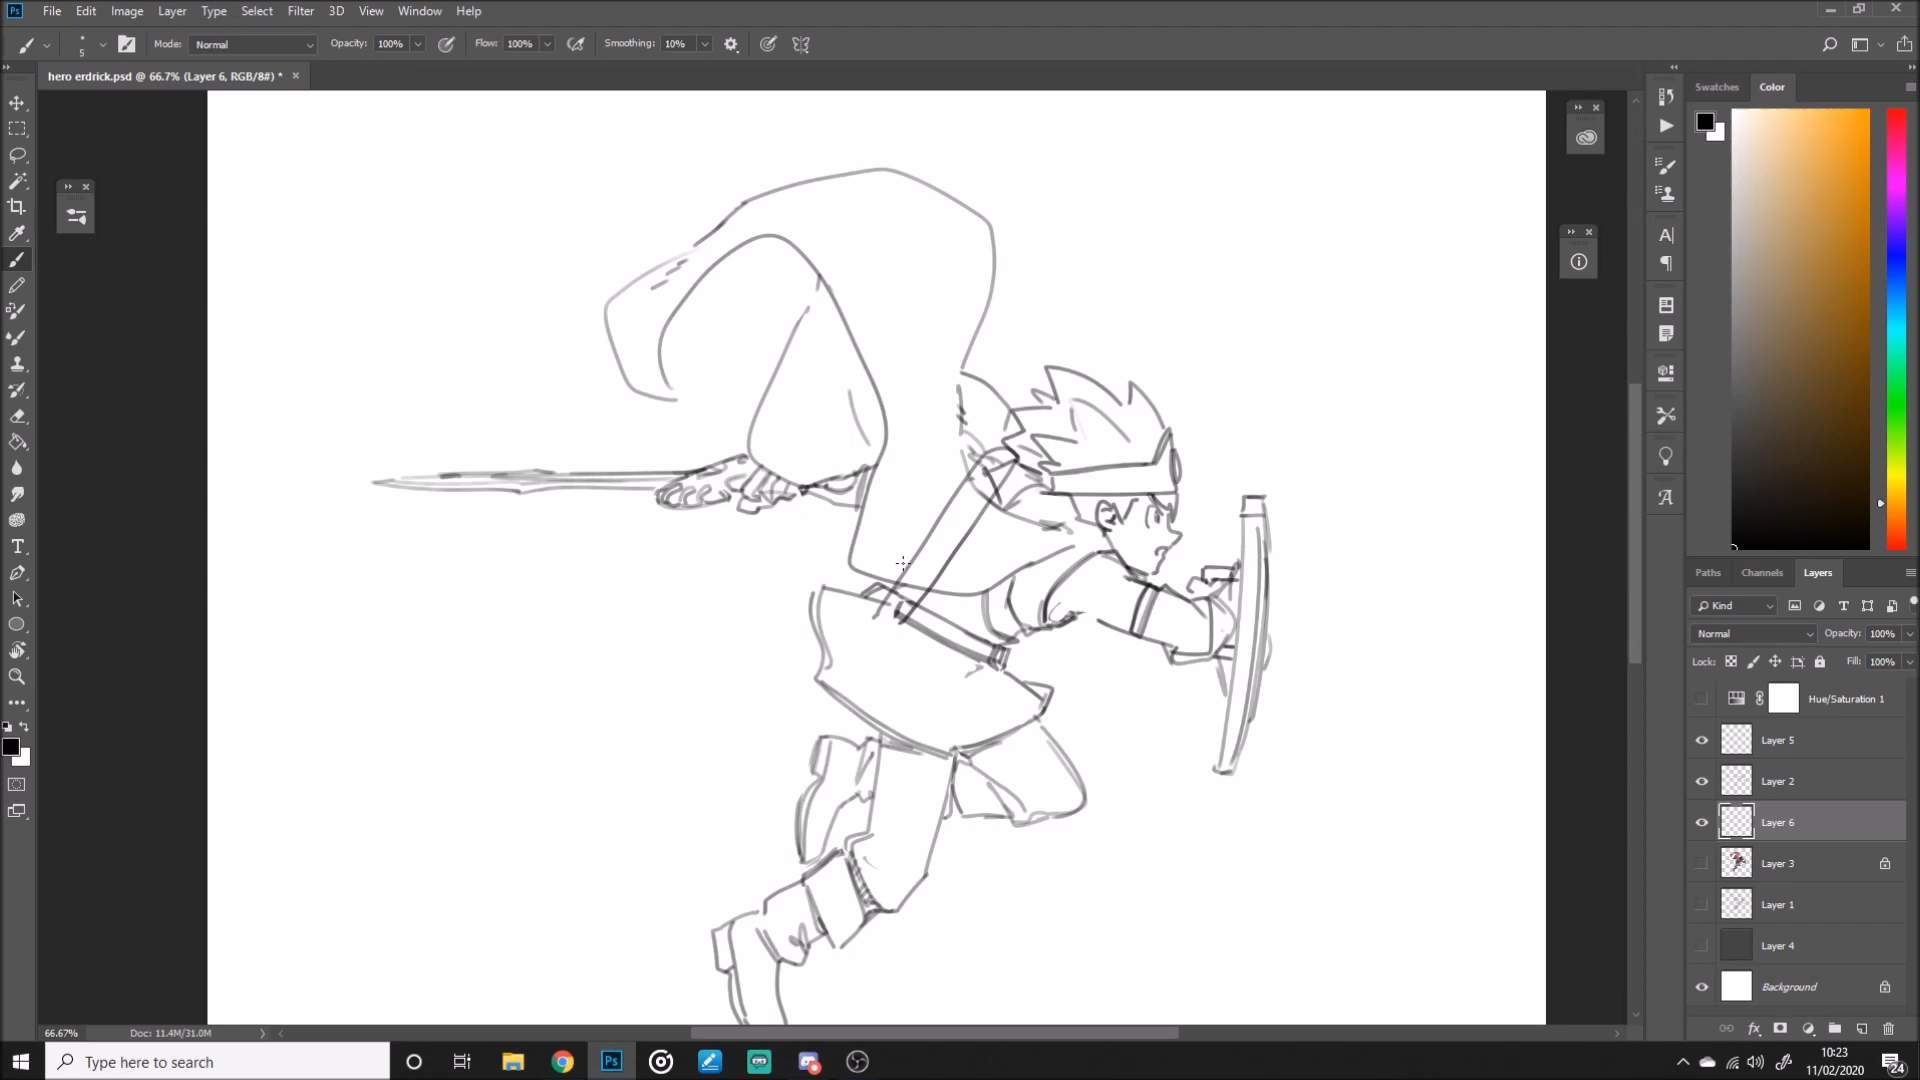 Ps File Edit Image Layer Type Select Filter 3D View Window Help
5 Mode: Normal Opacity: 100% Flow: 100% Smoothing: 10%
hero erdrick.psd @ 66.7% (Layer 6, RGB/8#) *
Swatches Color
Paths Channels Layers
Kind
Normal Opacity: 100%
Lock: Fill: 100%
Hue/Saturation 1
Layer 5
Layer 2
Layer 6
Layer 3
Layer 1
Layer 4
Background
66.67% Doc: 11.4M/31.0M
Type here to search
Ps
10:23
11/02/2020
24